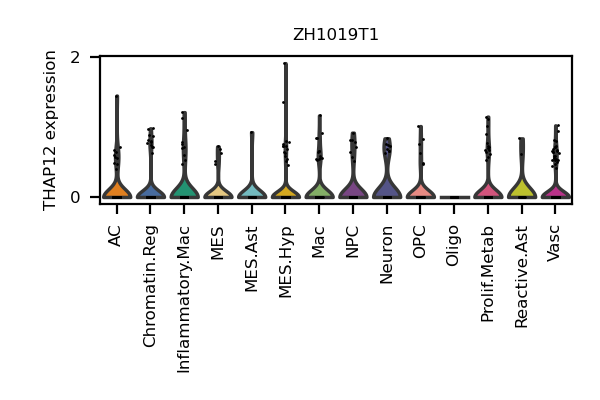 ZH1019T1
THAP12 expression
2
0
AC
Chromatin.Reg
Inflammatory.Mac
MES
MES.Ast
MES.Hyp
Mac
NPC
Neuron
OPC
Oligo
Prolif.Metab
Reactive.Ast
Vasc